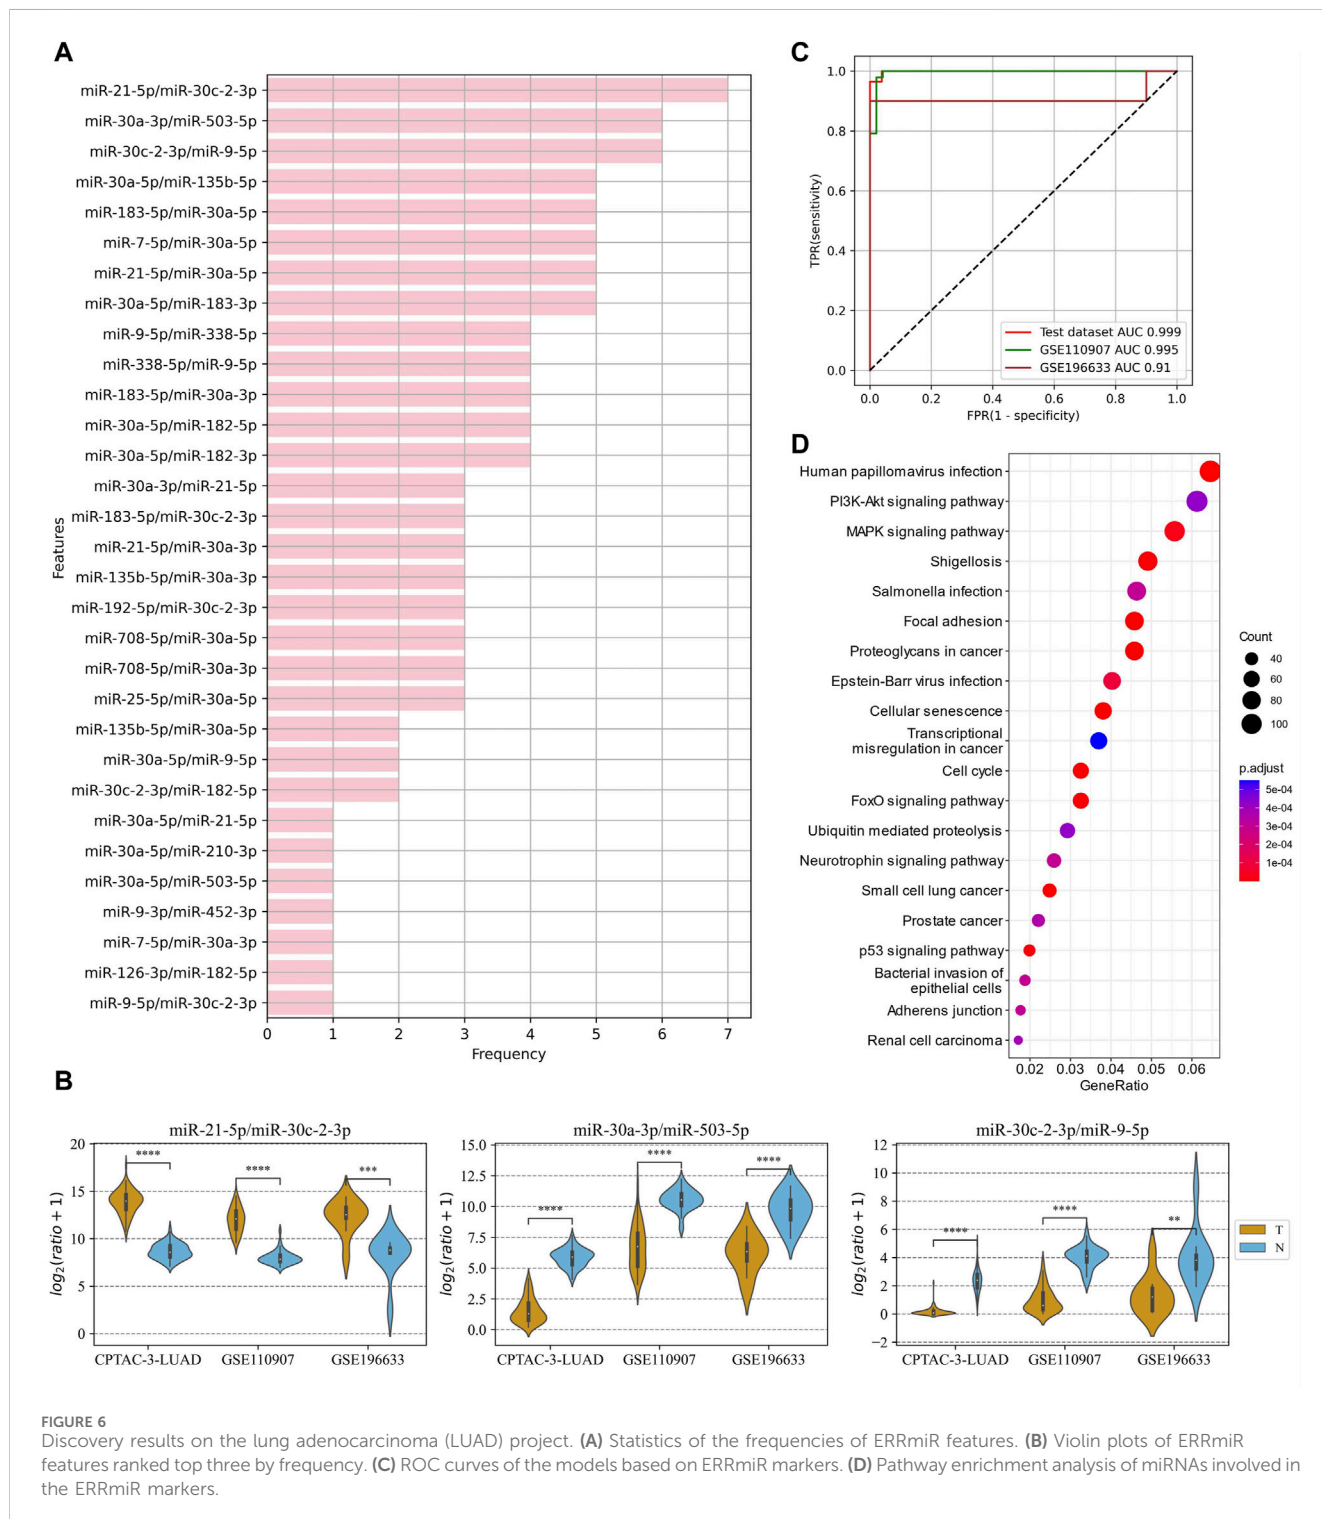 A
miR-21-5p/miR-30c-2-3p
miR-30a-3p/miR-503-5p
miR-30c-2-3p/miR-9-5p
miR-30a-5p/miR-135b-5p
miR-183-5p/miR-30a-5p
miR-7-5p/miR-30a-5p
miR-21-5p/miR-30a-5p
miR-30a-5p/miR-183-3p
miR-9-5p/miR-338-5p
miR-338-5p/miR-9-5p
miR-183-5p/miR-30a-3p
miR-30a-5p/miR-182-5p
miR-30a-5p/miR-182-3p
miR-30a-3p/miR-21-5p
miR-183-5p/miR-30c-2-3p
miR-21-5p/miR-30a-3p
miR-135b-5p/miR-30a-3p
miR-192-5p/miR-30c-2-3p
miR-708-5p/miR-30a-5p
miR-708-5p/miR-30a-3p
miR-25-5p/miR-30a-5p
miR-135b-5p/miR-30a-5p
miR-30a-5p/miR-9-5p
miR-30c-2-3p/miR-182-5p
miR-30a-5p/miR-21-5p
miR-30a-5p/miR-210-3p
miR-30a-5p/miR-503-5p
miR-9-3p/miR-452-3p
miR-7-5p/miR-30a-3p
miR-126-3p/miR-182-5p
miR-9-5p/miR-30c-2-3p
Features
0 1 2 3 4 5 6 7
Frequency
C
1.0
0.8
0.6
0.4
0.2
0.0
TPR(sensitivity)
Test dataset AUC 0.999
GSE110907 AUC 0.995
GSE196633 AUC 0.91
0.0 0.2 0.4 0.6 0.8 1.0
FPR(1 - specificity)
D
Human papillomavirus infection
PI3K-Akt signaling pathway
MAPK signaling pathway
Shigellosis
Salmonella infection
Focal adhesion
Proteoglycans in cancer
Epstein-Barr virus infection
Cellular senescence
Transcriptional
misregulation in cancer
Cell cycle
FoxO signaling pathway
Ubiquitin mediated proteolysis
Neurotrophin signaling pathway
Small cell lung cancer
Prostate cancer
p53 signaling pathway
Bacterial invasion of
epithelial cells
Adherens junction
Renal cell carcinoma
0.02 0.03 0.04 0.05 0.06
GeneRatio
Count
40
60
80
100
p.adjust
5e-04
4e-04
3e-04
2e-04
1e-04
B
miR-21-5p/miR-30c-2-3p
20
15
10
5
0
log2(ratio + 1)
**** **** ***
CPTAC-3-LUAD GSE110907 GSE196633
miR-30a-3p/miR-503-5p
15.0
12.5
10.0
7.5
5.0
2.5
0.0
log2(ratio + 1)
**** **** ****
CPTAC-3-LUAD GSE110907 GSE196633
miR-30c-2-3p/miR-9-5p
12
10
8
6
4
2
0
−2
log2(ratio + 1)
**** **** **
CPTAC-3-LUAD GSE110907 GSE196633
T
N
FIGURE 6
Discovery results on the lung adenocarcinoma (LUAD) project. (A) Statistics of the frequencies of ERRmiR features. (B) Violin plots of ERRmiR
features ranked top three by frequency. (C) ROC curves of the models based on ERRmiR markers. (D) Pathway enrichment analysis of miRNAs involved in
the ERRmiR markers.